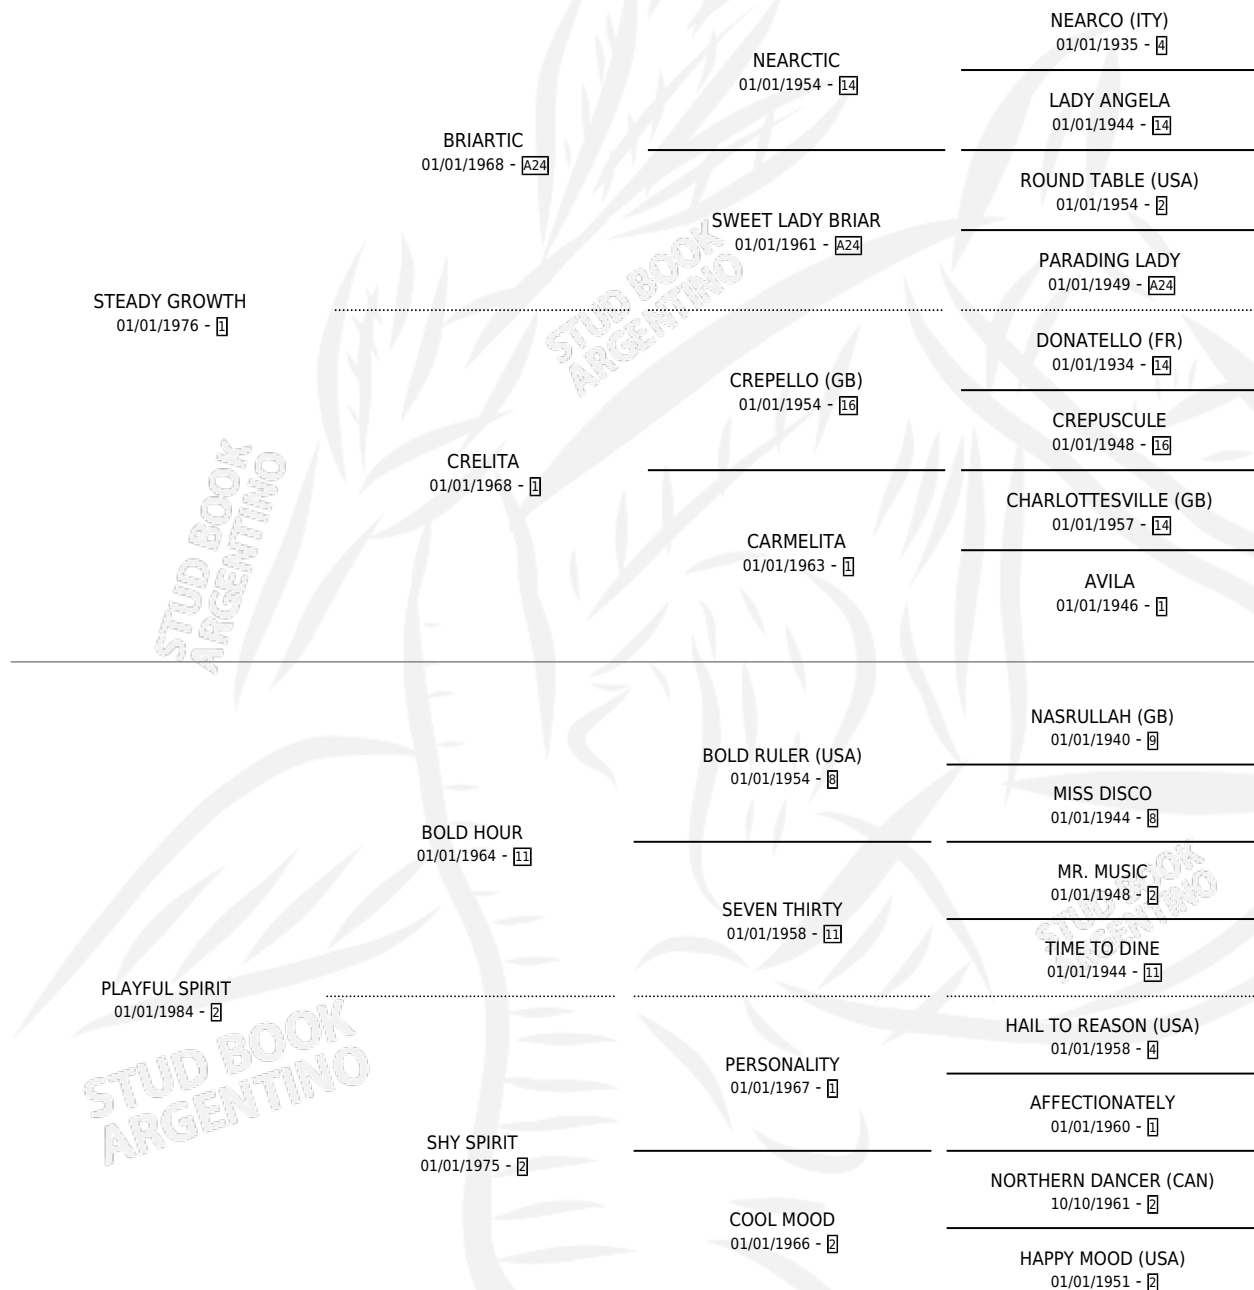 NEARCO (ITY)
01/01/1935 - 4
NEARCTIC
01/01/1954 - 14
LADY ANGELA
01/01/1944 - 14
BRIARTIC
01/01/1968 - A24
ROUND TABLE (USA)
01/01/1954 - 2
SWEET LADY BRIAR
01/01/1961 - A24
PARADING LADY
01/01/1949 - A24
STEADY GROWTH
01/01/1976 - 1
DONATELLO (FR)
01/01/1934 - 14
CREPELLO (GB)
01/01/1954 - 16
CREPUSCULE
01/01/1948 - 16
CRELITA
01/01/1968 - 1
CHARLOTTESVILLE (GB)
01/01/1957 - 14
CARMELITA
01/01/1963 - 1
AVILA
01/01/1946 - 1
NASRULLAH (GB)
01/01/1940 - 9
BOLD RULER (USA)
01/01/1954 - 8
MISS DISCO
01/01/1944 - 8
BOLD HOUR
01/01/1964 - 11
MR. MUSIC
01/01/1948 - 2
SEVEN THIRTY
01/01/1958 - 11
TIME TO DINE
01/01/1944 - 11
PLAYFUL SPIRIT
01/01/1984 - 2
HAIL TO REASON (USA)
01/01/1958 - 4
PERSONALITY
01/01/1967 - 1
AFFECTIONATELY
01/01/1960 - 1
SHY SPIRIT
01/01/1975 - 2
NORTHERN DANCER (CAN)
10/10/1961 - 2
COOL MOOD
01/01/1966 - 2
HAPPY MOOD (USA)
01/01/1951 - 2
STUD BOOK
ARGENTINO
STUD BOOK
ARGENTINO
STUD BOOK
ARGENTINO
STUD BOOK
ARGENTINO